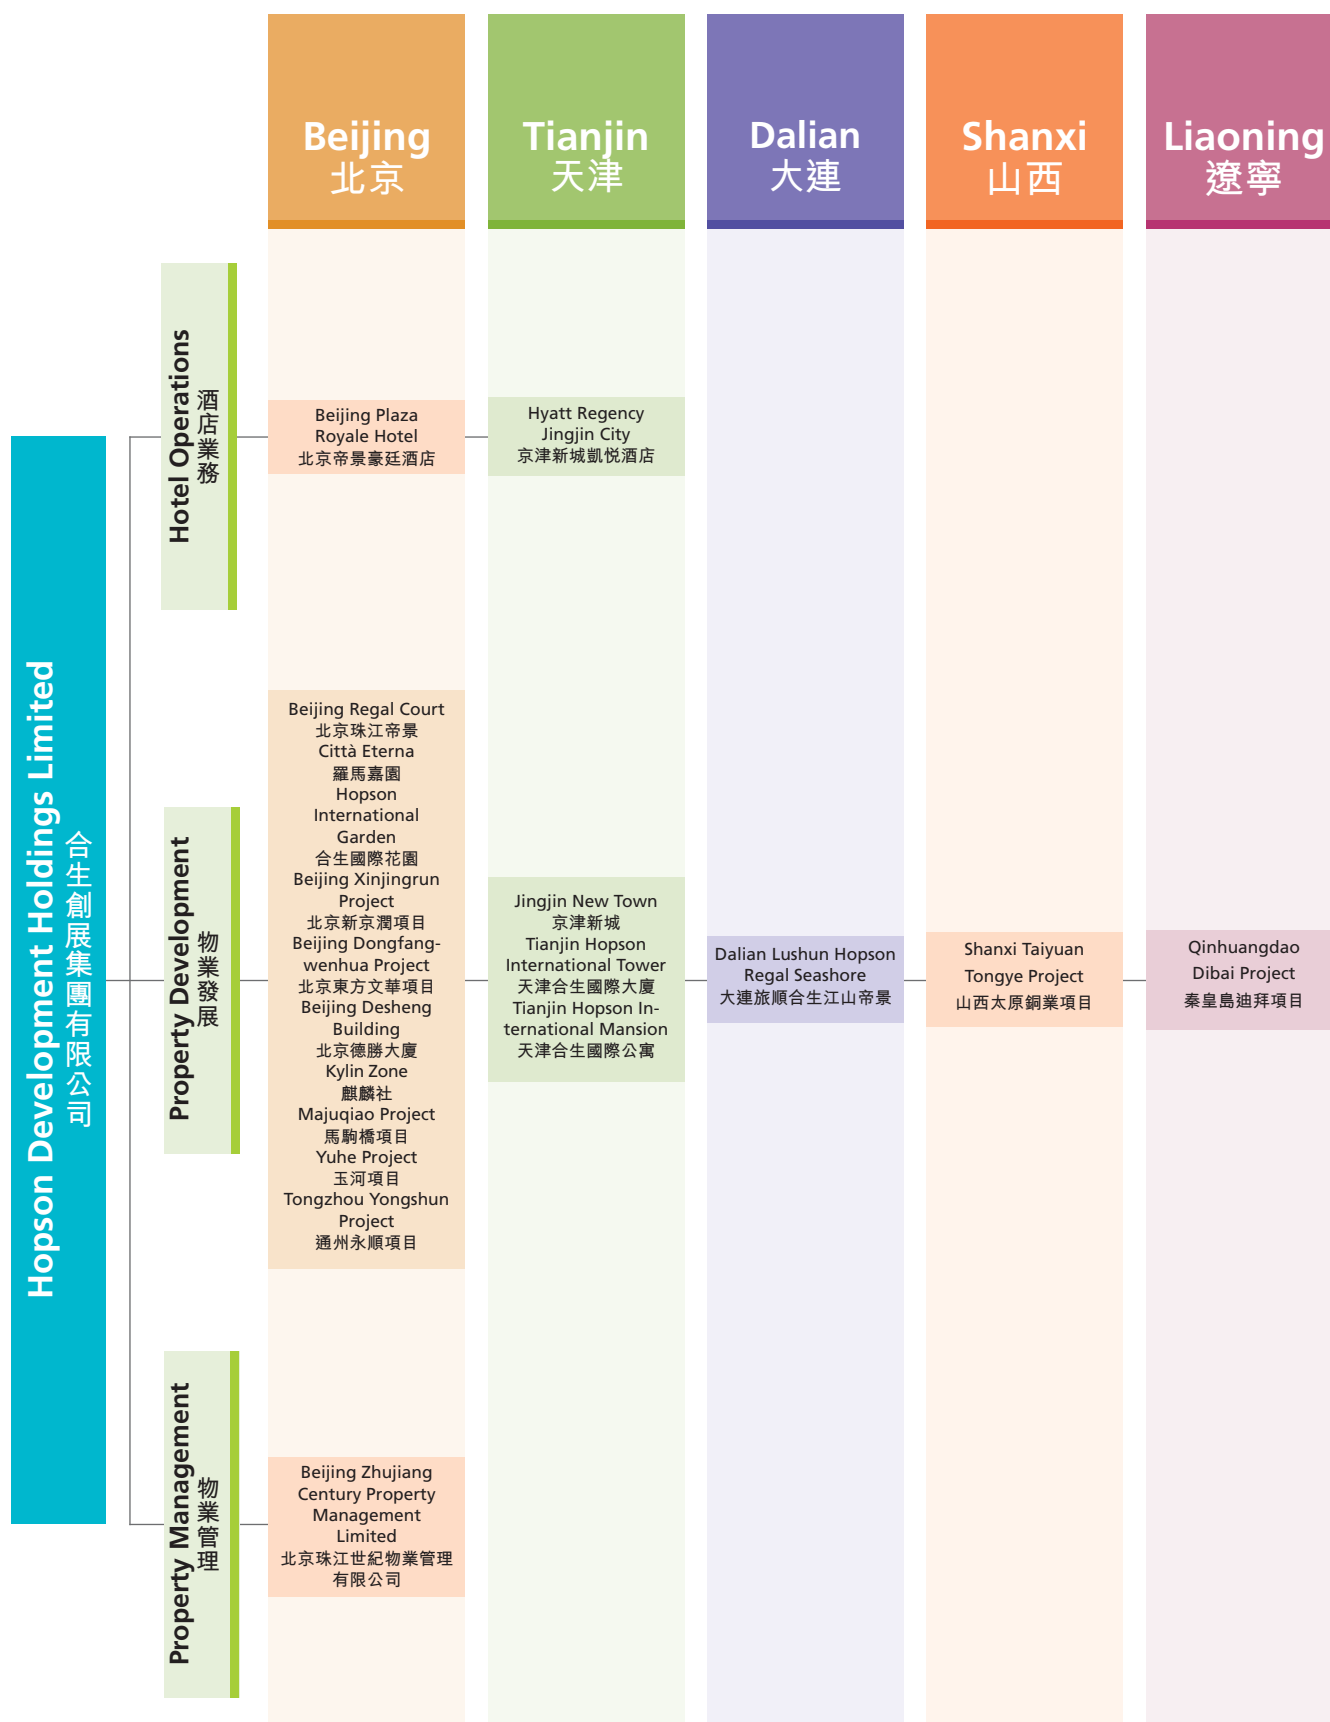 Beijing
北京
Tianjin
天津
Dalian
大連
Shanxi
山西
Liaoning
遼寧
Hopson Development Holdings Limited
合生創展集團有限公司
Hotel Operations
酒店業務
Beijing Plaza
Royale Hotel
北京帝景豪廷酒店
Hyatt Regency
Jingjin City
京津新城凱悦酒店
Property Development
物業發展
Beijing Regal Court
北京珠江帝景
Città Eterna
羅馬嘉園
Hopson
International
Garden
合生國際花園
Beijing Xinjingrun
Project
北京新京潤項目
Beijing Dongfang-
wenhua Project
北京東方文華項目
Beijing Desheng
Building
北京德勝大廈
Kylin Zone
麒麟社
Majuqiao Project
馬駒橋項目
Yuhe Project
玉河項目
Tongzhou Yongshun
Project
通州永順項目
Jingjin New Town
京津新城
Tianjin Hopson
International Tower
天津合生國際大廈
Tianjin Hopson In-
ternational Mansion
天津合生國際公寓
Dalian Lushun Hopson
Regal Seashore
大連旅順合生江山帝景
Shanxi Taiyuan
Tongye Project
山西太原銅業項目
Qinhuangdao
Dibai Project
秦皇島迪拜項目
Property Management
物業管理
Beijing Zhujiang
Century Property
Management
Limited
北京珠江世紀物業管理
有限公司